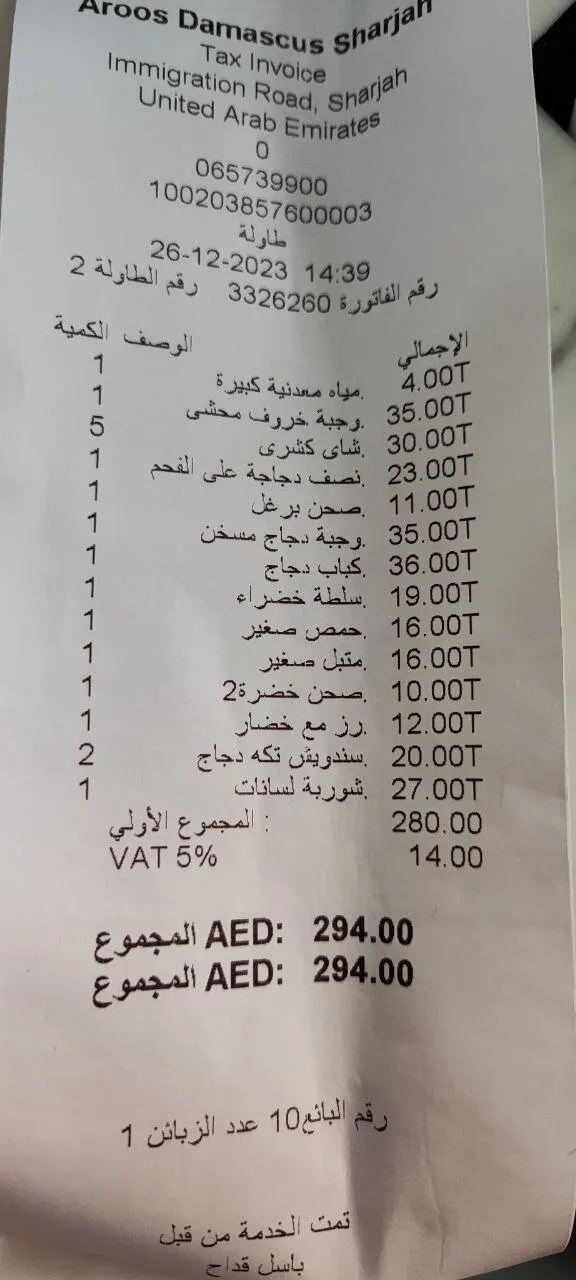 Aroos Damascus Sharjah
Tax Invoice
Immigration Road, Sharjah
United Arab Emirates
0
065739900
100203857600003
طاولة
26-12-2023 14:39
رقم الفاتورة 3326260 رقم الطاولة 2
الإجمالي الوصف الكمية
4.00T .مياه معدنية كبيرة 1
35.00T .وجبة خروف محشى 1
30.00T .شاى كشرى 5
23.00T .نصف دجاجة على الفحم 1
11.00T .صحن برغل 1
35.00T .وجبة دجاج مسخن 1
36.00T .كباب دجاج 1
19.00T .سلطة خضراء 1
16.00T .حمص صغير 1
16.00T .متبل صغير 1
10.00T .صحن خضرة2 1
12.00T .رز مع خضار 1
20.00T .سندويش تكه دجاج 2
27.00T .شوربة لسانات 1
المجموع الأولي : 280.00
VAT 5% 14.00
المجموع AED: 294.00
المجموع AED: 294.00
رقم البائع10 عدد الزبائن 1
تمت الخدمة من قبل
باسل قداح